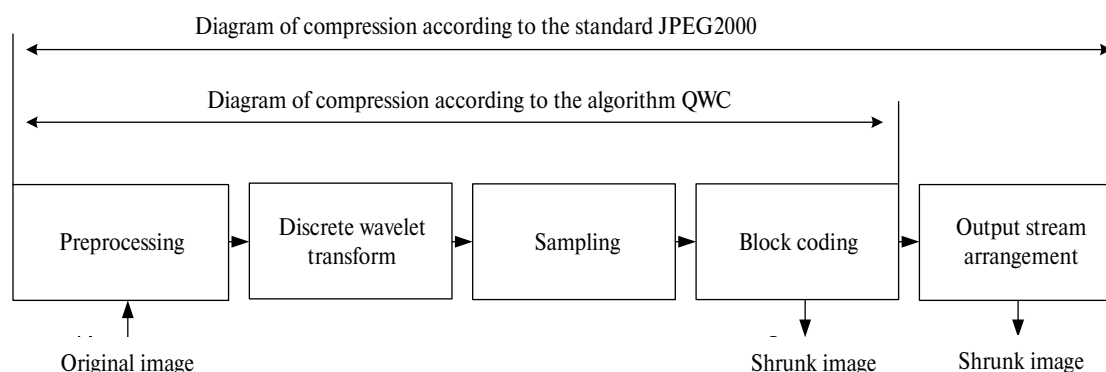 Diagram of compression according to the standard JPEG2000
Diagram of compression according to the algorithm QWC
Preprocessing
Discrete wavelet
transform
Sampling
Block coding
Output stream
arrangement
Original image
Shrunk image
Shrunk image